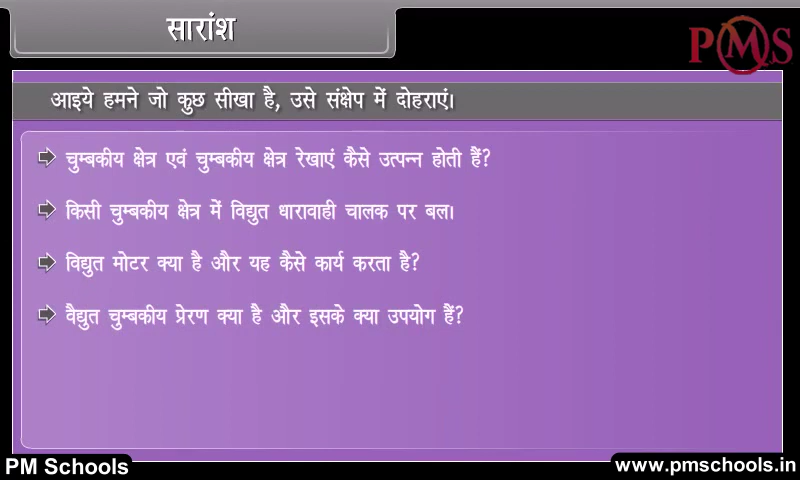 सारांश
PMS
आइये हमने जो कुछ सीखा है, उसे संक्षेप में दोहराएं।
चुम्बकीय क्षेत्र एवं चुम्बकीय क्षेत्र रेखाएं कैसे उत्पन्न होती हैं?
किसी चुम्बकीय क्षेत्र में विद्युत धारावाही चालक पर बल।
विद्युत मोटर क्या है और यह कैसे कार्य करता है?
वैद्युत चुम्बकीय प्रेरण क्या है और इसके क्या उपयोग हैं?
PM Schools
www.pmschools.in